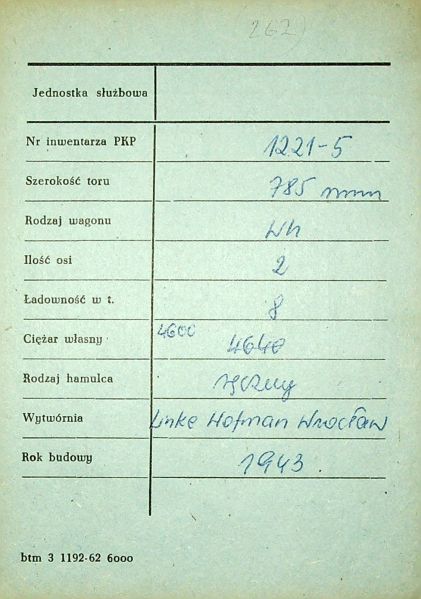 262
Jednostka służbowa
Nr inwentarza PKP 1221-5
Szerokość toru 785 mm
Rodzaj wagonu Wh
Ilość osi 2
Ładowność w t. 8
Ciężar własny 4600 4640
Rodzaj hamulca ręczny
Wytwórnia Linke Hofman Wrocław
Rok budowy 1943.
btm 3 1192-62 6000